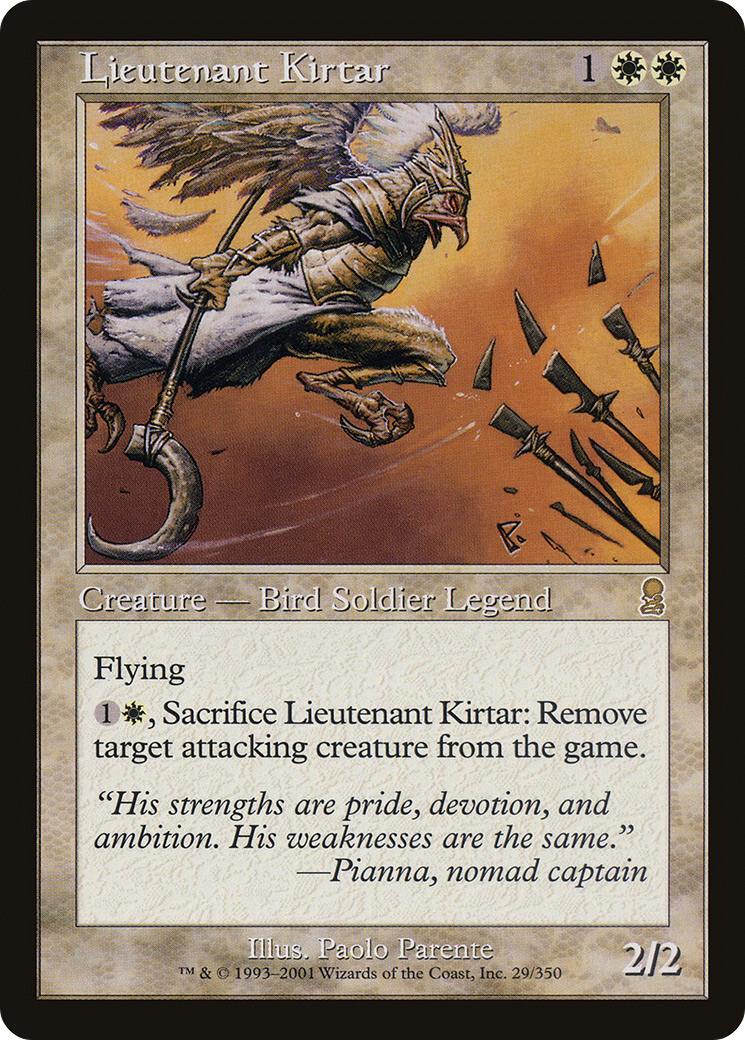 Lieutenant Kirtar 1
Creature — Bird Soldier Legend
Flying
1, Sacrifice Lieutenant Kirtar: Remove
target attacking creature from the game.
“His strengths are pride, devotion, and
ambition. His weaknesses are the same.”
—Pianna, nomad captain
Illus. Paolo Parente
™ & © 1993–2001 Wizards of the Coast, Inc. 29/350
2/2